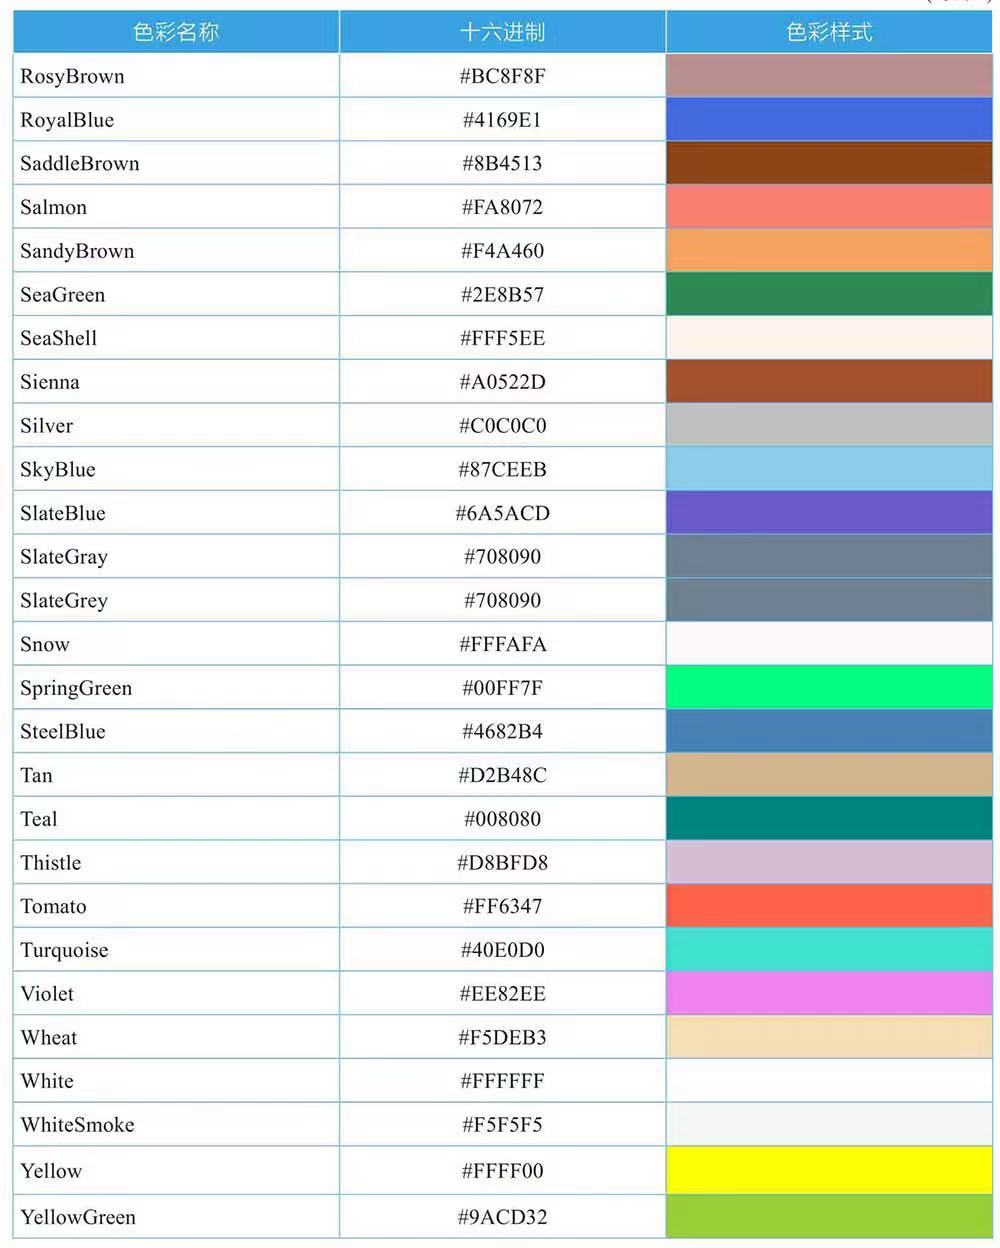 色彩名称 十六进制 色彩样式
RosyBrown #BC8F8F
RoyalBlue #4169E1
SaddleBrown #8B4513
Salmon #FA8072
SandyBrown #F4A460
SeaGreen #2E8B57
SeaShell #FFF5EE
Sienna #A0522D
Silver #C0C0C0
SkyBlue #87CEEB
SlateBlue #6A5ACD
SlateGray #708090
SlateGrey #708090
Snow #FFFAFA
SpringGreen #00FF7F
SteelBlue #4682B4
Tan #D2B48C
Teal #008080
Thistle #D8BFD8
Tomato #FF6347
Turquoise #40E0D0
Violet #EE82EE
Wheat #F5DEB3
White #FFFFFF
WhiteSmoke #F5F5F5
Yellow #FFFF00
YellowGreen #9ACD32